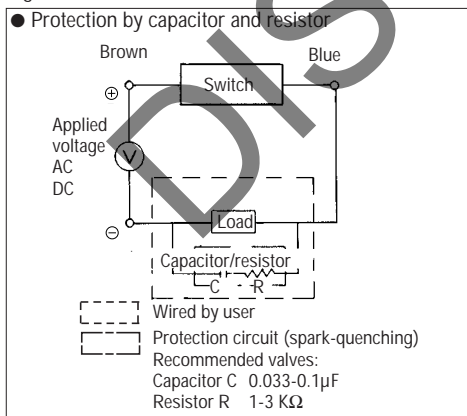 ● Protection by capacitor and resistor
Brown
Blue
Switch
⊕
Applied
voltage
AC
DC
V
⊖
Load
Capacitor/resistor
C - R
Wired by user
Protection circuit (spark-quenching)
Recommended valves:
Capacitor C 0.033-0.1µF
Resistor R 1-3 KΩ
DIS